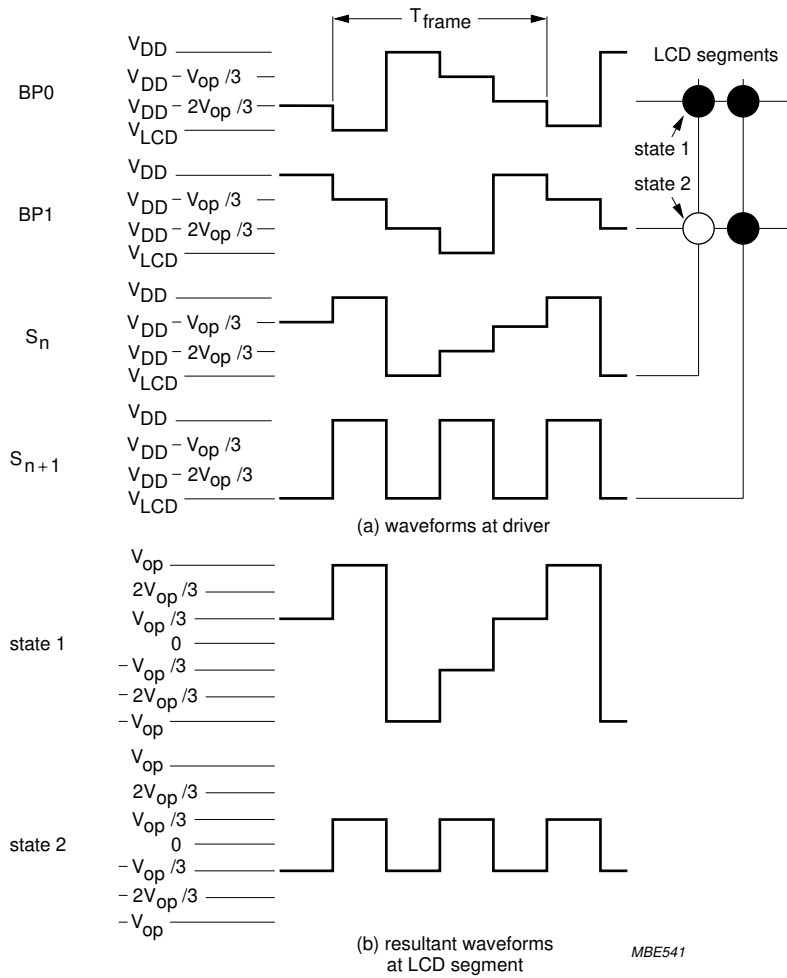 T_frame
LCD segments
BP0
V_DD
V_DD − V_op /3
V_DD − 2V_op /3
V_LCD
state 1
BP1
V_DD
V_DD − V_op /3
V_DD − 2V_op /3
V_LCD
state 2
S_n
V_DD
V_DD − V_op /3
V_DD − 2V_op /3
V_LCD
S_n+1
V_DD
V_DD − V_op /3
V_DD − 2V_op /3
V_LCD
(a) waveforms at driver
state 1
V_op
2V_op /3
V_op /3
0
− V_op /3
− 2V_op /3
− V_op
state 2
V_op
2V_op /3
V_op /3
0
− V_op /3
− 2V_op /3
− V_op
(b) resultant waveforms
at LCD segment
MBE541